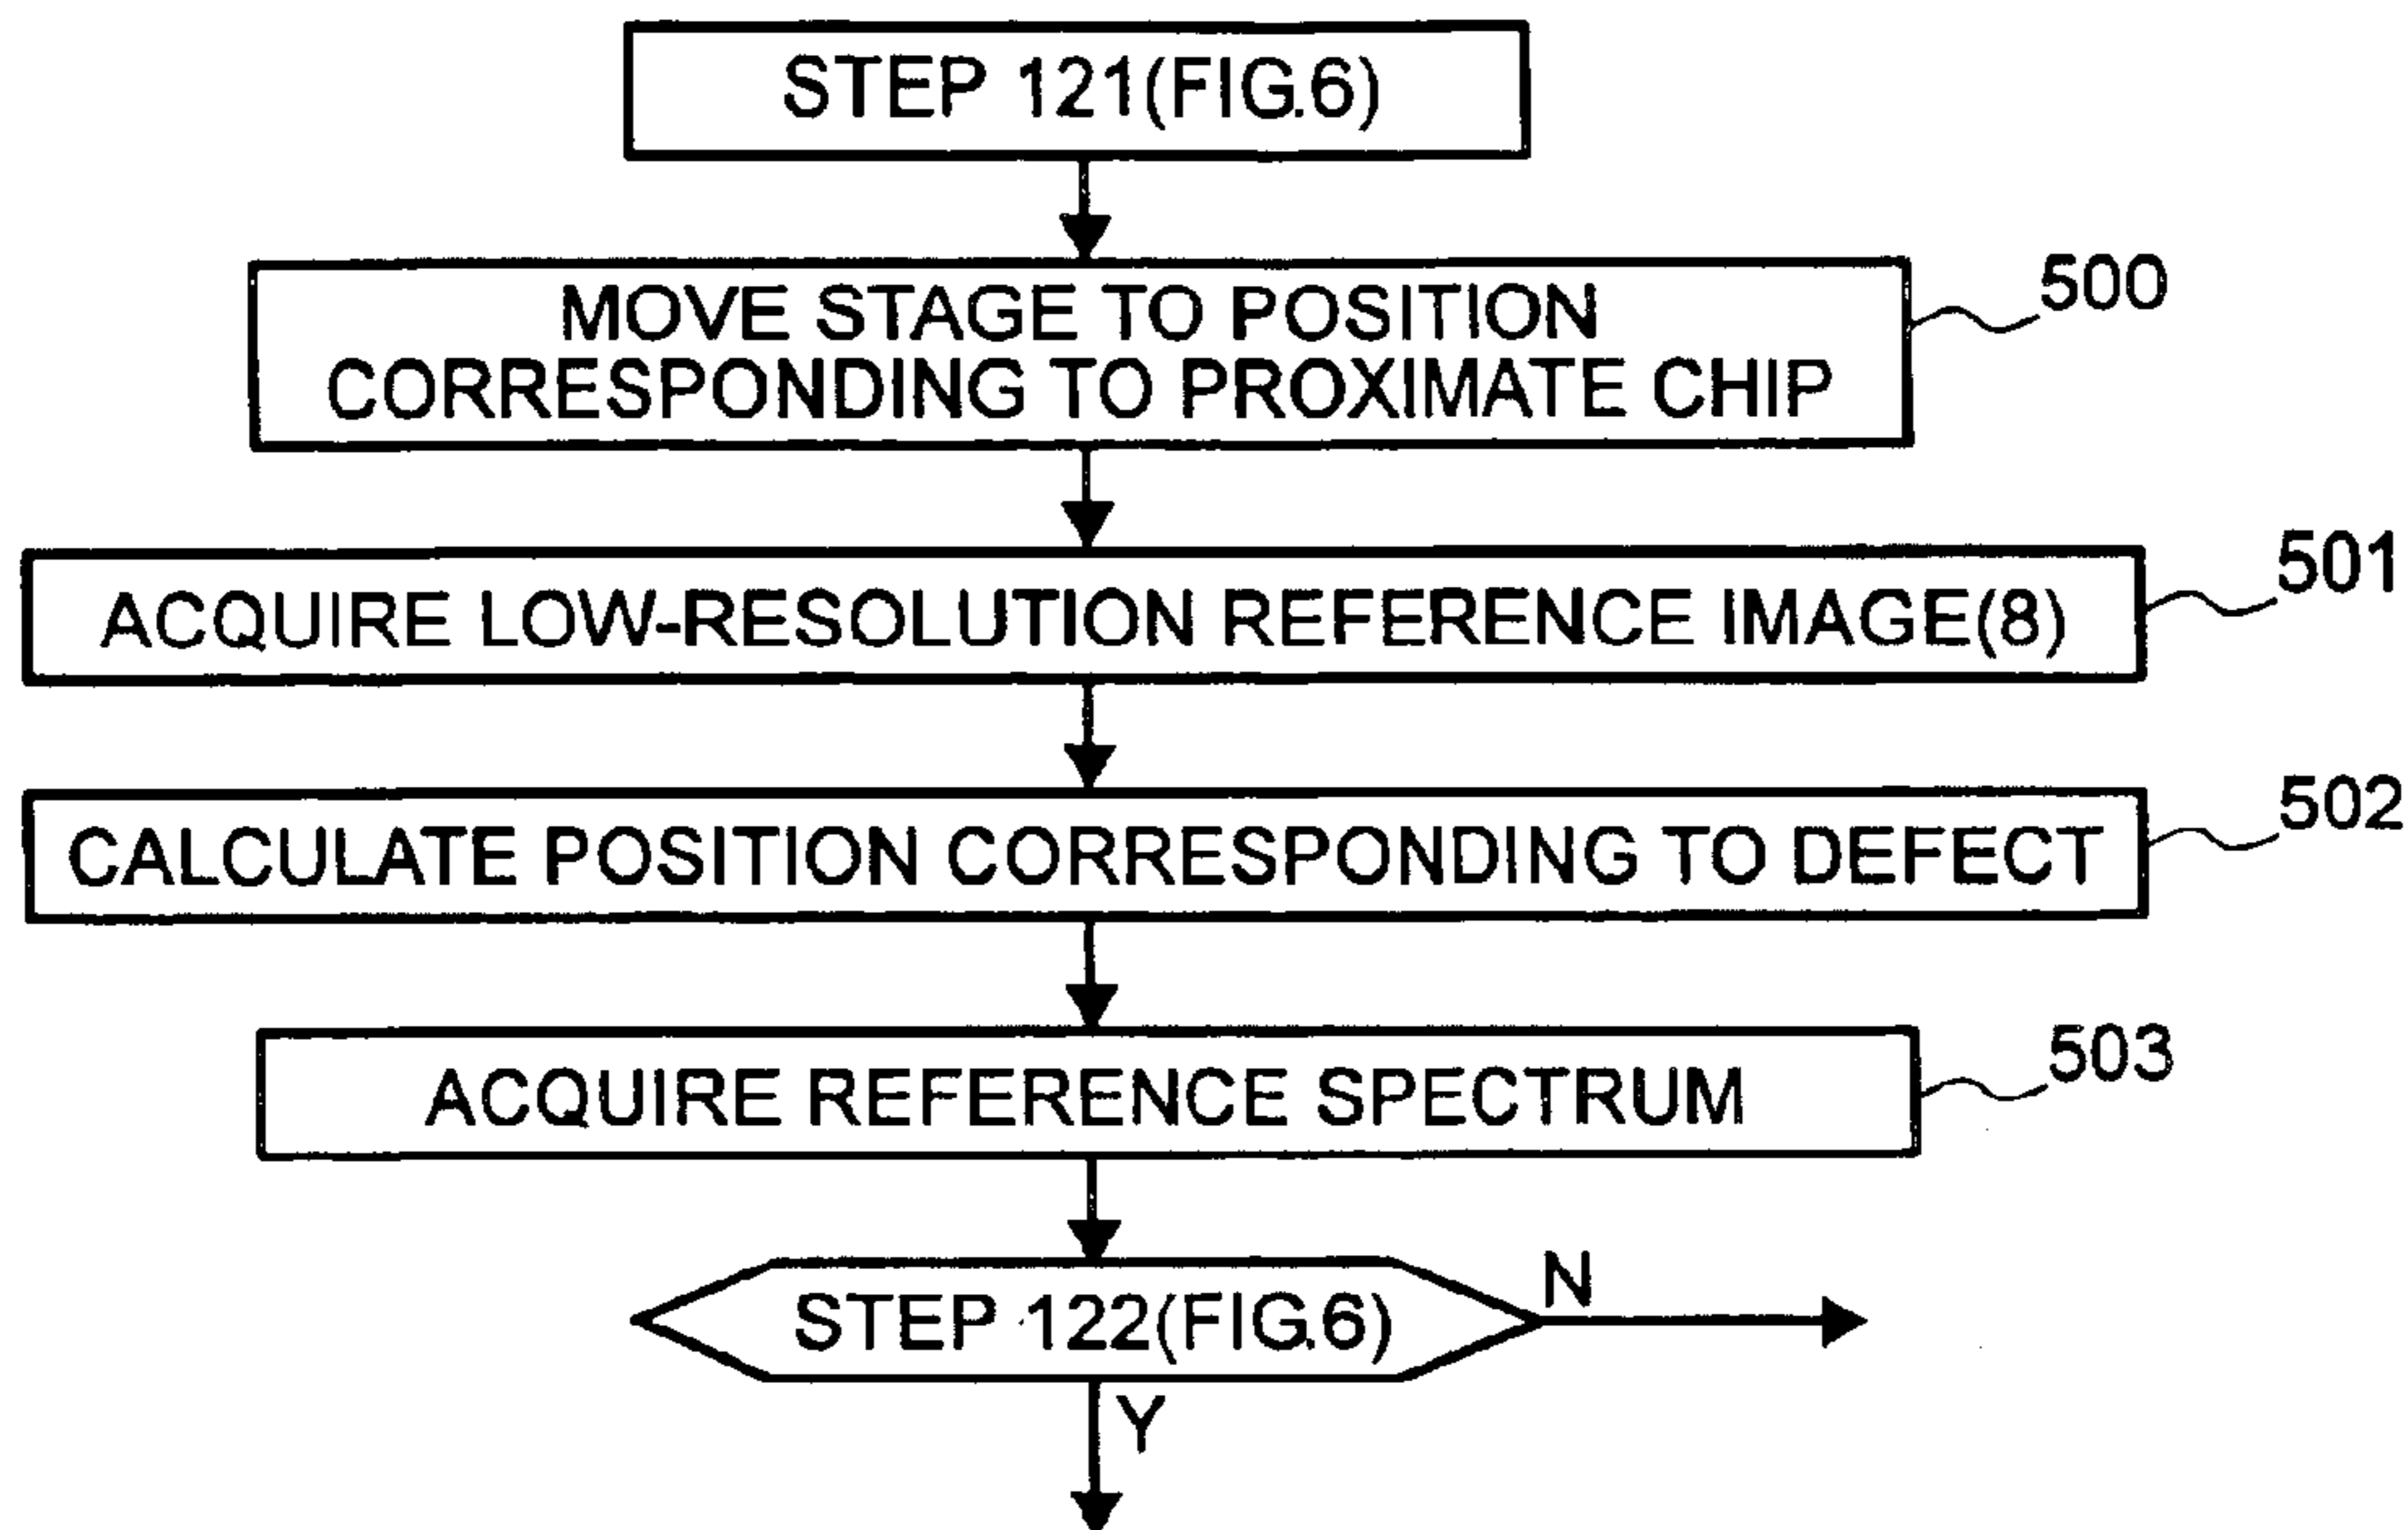 STEP 121(FIG.6)
MOVE STAGE TO POSITION
CORRESPONDING TO PROXIMATE CHIP
500
ACQUIRE LOW-RESOLUTION REFERENCE IMAGE(8)
501
CALCULATE POSITION CORRESPONDING TO DEFECT
502
ACQUIRE REFERENCE SPECTRUM
503
STEP 122(FIG.6)
N
Y